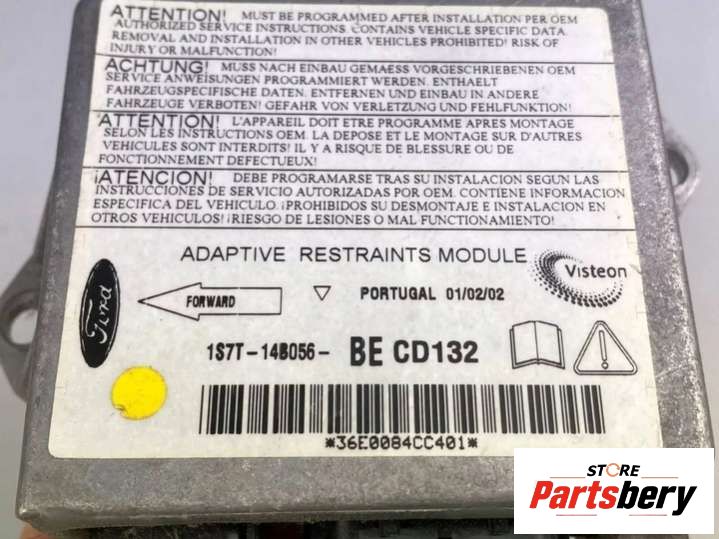 ATTENTION! MUST BE PROGRAMMED AFTER INSTALLATION PER OEM
AUTHORIZED SERVICE INSTRUCTIONS. CONTAINS VEHICLE SPECIFIC DATA.
REMOVAL AND INSTALLATION IN OTHER VEHICLES PROHIBITED! RISK OF
INJURY OR MALFUNCTION!
ACHTUNG! MUSS NACH EINBAU GEMAESS VORGESCHRIEBENEN OEM
SERVICE ANWEISUNGEN PROGRAMMIERT WERDEN. ENTHAELT
FAHRZEUGSPEZIFISCHE DATEN. ENTFERNEN UND EINBAU IN ANDERE
FAHRZEUGE VERBOTEN! GEFAHR VON VERLETZUNG UND FEHLFUNKTION!
ATTENTION! L'APPAREIL DOIT ETRE PROGRAMME APRES MONTAGE
SELON LES INSTRUCTIONS OEM. LA DEPOSE ET LE MONTAGE SUR D'AUTRES
VEHICULES SONT INTERDITS! IL Y A RISQUE DE BLESSURE OU DE
FONCTIONNEMENT DEFECTUEUX!
¡ATENCION! DEBE PROGRAMARSE TRAS SU INSTALACION SEGUN LAS
INSTRUCCIONES DE SERVICIO AUTORIZADAS POR OEM. CONTIENE INFORMACION
ESPECIFICA DEL VEHICULO. ¡PROHIBIDOS SU DESMONTAJE E INSTALACION EN
OTROS VEHICULOS! ¡RIESGO DE LESIONES O MAL FUNCIONAMIENTO!
ADAPTIVE RESTRAINTS MODULE
Visteon
Ford
FORWARD
PORTUGAL 01/02/02
1S7T-14B056- BE CD132
*36E0084CC401*
STORE
Partsbery